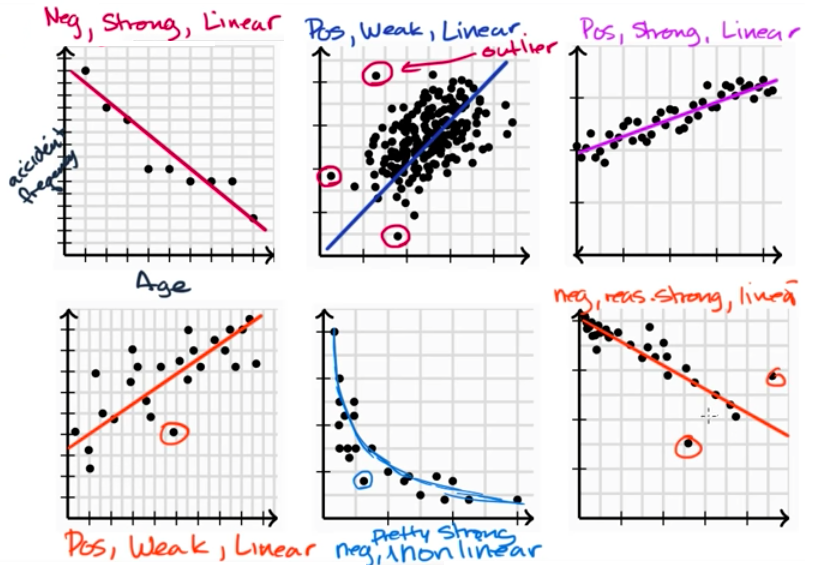 Neg, Strong, Linear
Pos, Weak, Linear
outlier
Pos, Strong, Linear
accident
freqency
Age
neg, reas. strong, linear
Pos, Weak, Linear
Pretty Strong
neg, nonlinear